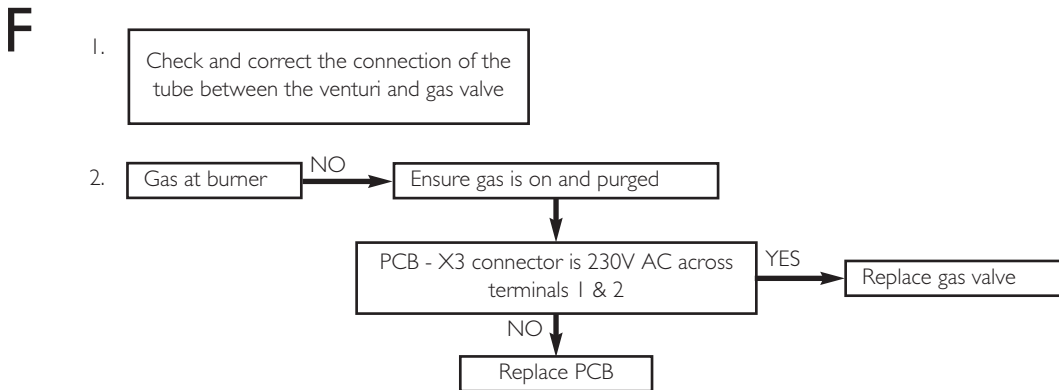 F
1.
Check and correct the connection of the
tube between the venturi and gas valve
2.
Gas at burner
NO
Ensure gas is on and purged
PCB - X3 connector is 230V AC across
terminals 1 & 2
YES
Replace gas valve
NO
Replace PCB